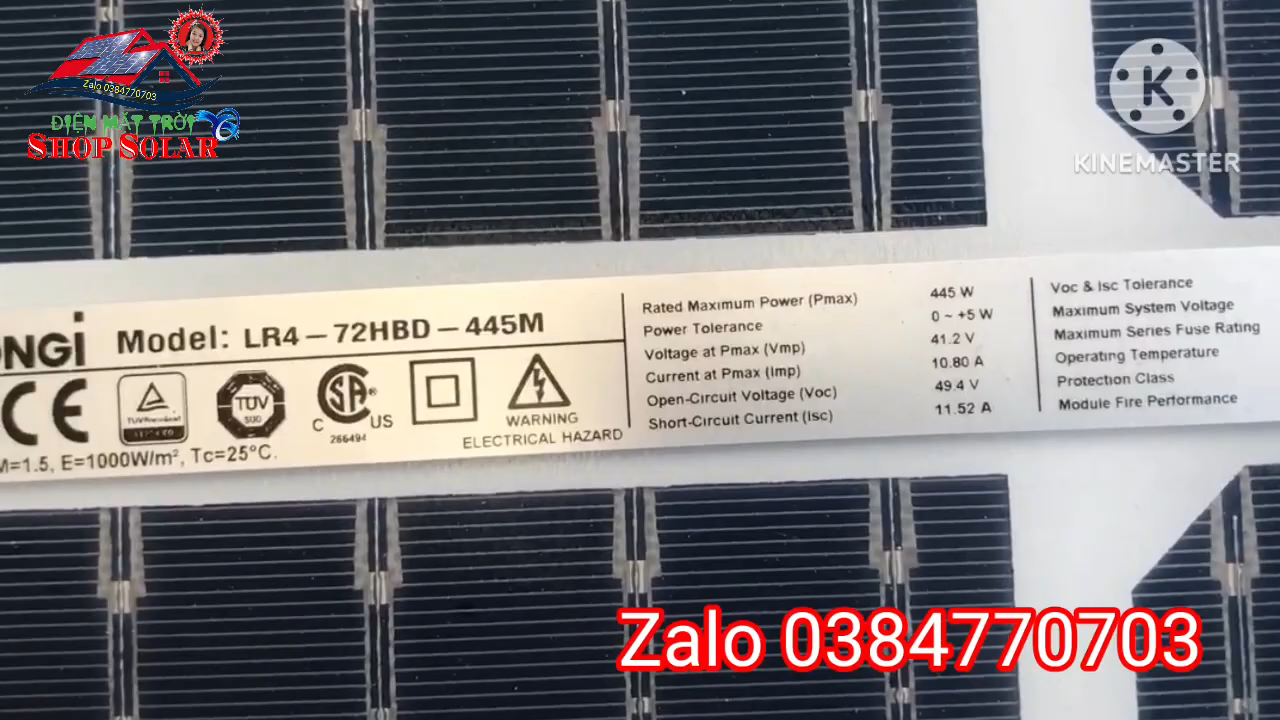 Zalo 0384770703
ĐIỆN MẶT TRỜI
SHOP SOLAR
K
KINEMASTER
ONGi Model: LR4-72HBD-445M
CE
TÜV
SA
C US
266494
WARNING
ELECTRICAL HAZARD
M=1.5, E=1000W/m², Tc=25°C.
Rated Maximum Power (Pmax) 445 W
Power Tolerance 0 ~ +5 W
Voltage at Pmax (Vmp) 41.2 V
Current at Pmax (Imp) 10.80 A
Open-Circuit Voltage (Voc) 49.4 V
Short-Circuit Current (Isc) 11.52 A
Voc & Isc Tolerance
Maximum System Voltage
Maximum Series Fuse Rating
Operating Temperature
Protection Class
Module Fire Performance
Zalo 0384770703